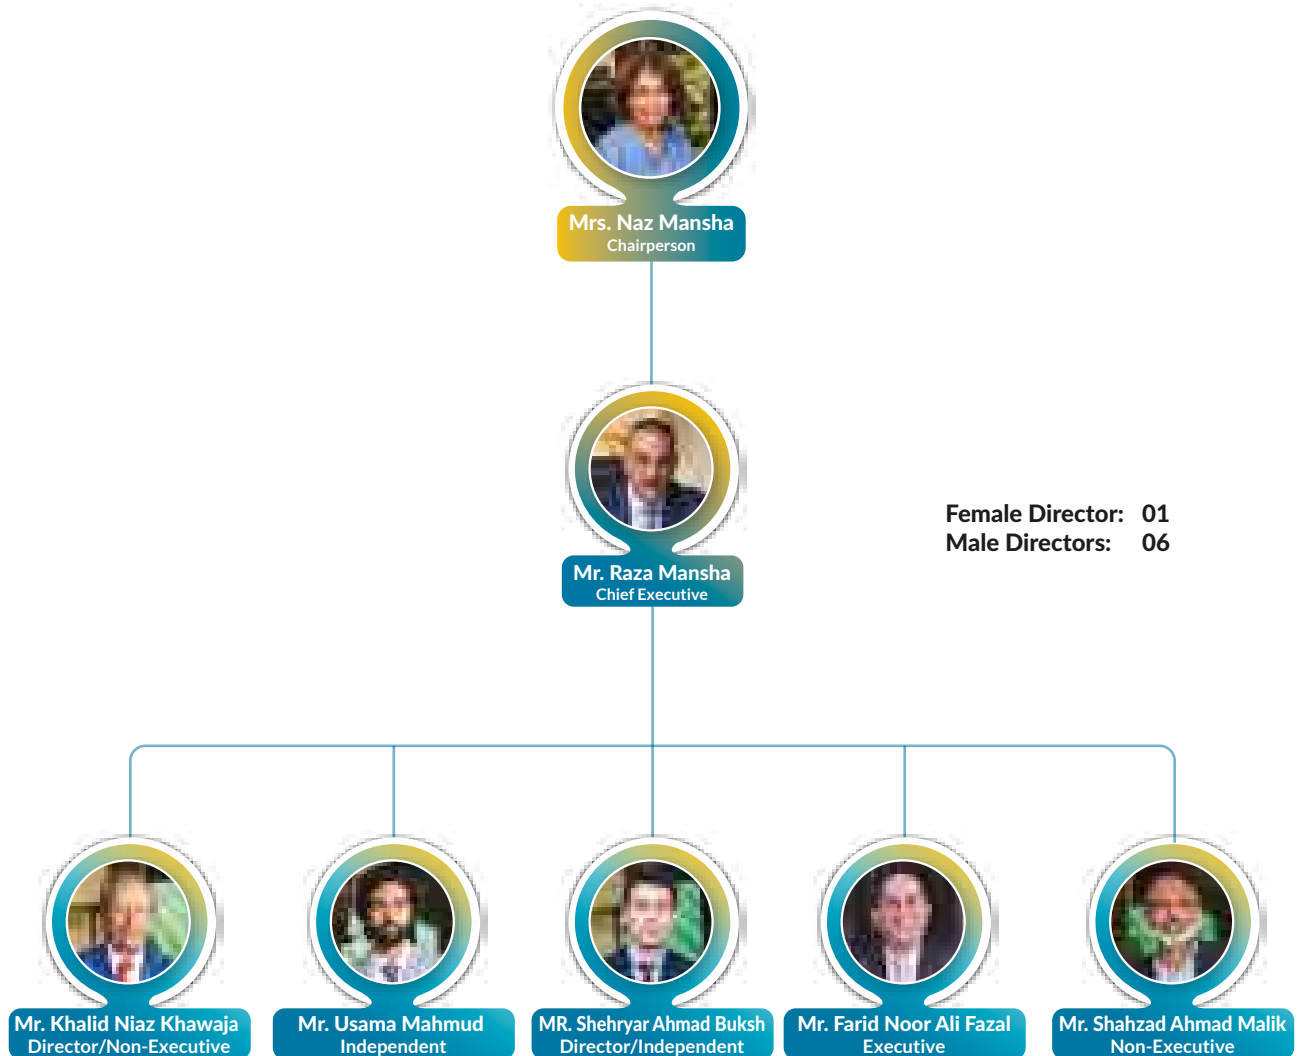 Mrs. Naz Mansha
Chairperson
Mr. Raza Mansha
Chief Executive
Female Director: 01
Male Directors: 06
Mr. Khalid Niaz Khawaja
Director/Non-Executive
Mr. Usama Mahmud
Independent
MR. Shehryar Ahmad Buksh
Director/Independent
Mr. Farid Noor Ali Fazal
Executive
Mr. Shahzad Ahmad Malik
Non-Executive